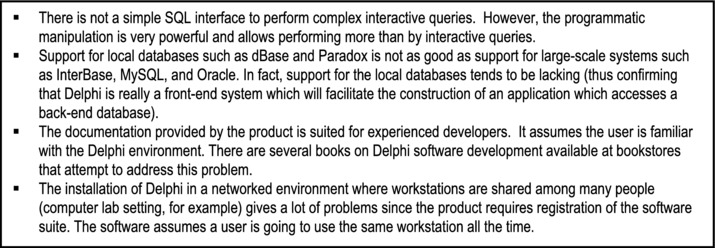 ▪ There is not a simple SQL interface to perform complex interactive queries.  However, the programmatic
manipulation is very powerful and allows performing more than by interactive queries.
▪ Support for local databases such as dBase and Paradox is not as good as support for large-scale systems such
as InterBase, MySQL, and Oracle. In fact, support for the local databases tends to be lacking (thus confirming
that Delphi is really a front-end system which will facilitate the construction of an application which accesses a
back-end database).
▪ The documentation provided by the product is suited for experienced developers.  It assumes the user is familiar
with the Delphi environment. There are several books on Delphi software development available at bookstores
that attempt to address this problem.
▪ The installation of Delphi in a networked environment where workstations are shared among many people
(computer lab setting, for example) gives a lot of problems since the product requires registration of the software
suite. The software assumes a user is going to use the same workstation all the time.